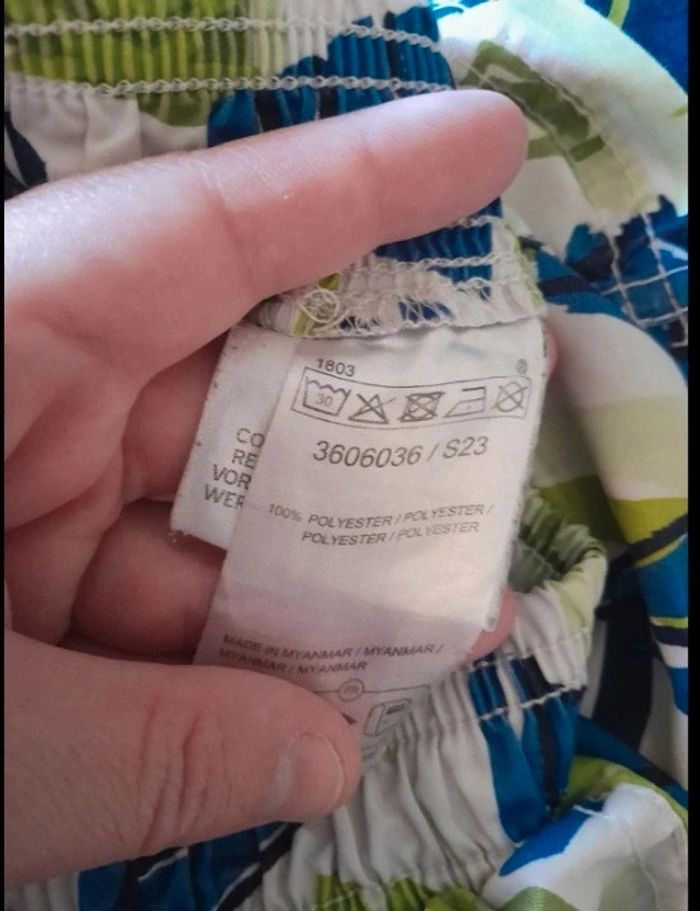 1803
®
30
3606036 / S23
100% POLYESTER / POLYESTER /
POLYESTER / POLYESTER
MADE IN MYANMAR / MYANMAR /
MYANMAR / MYANMAR
FR
CO
RE
VOR
WER